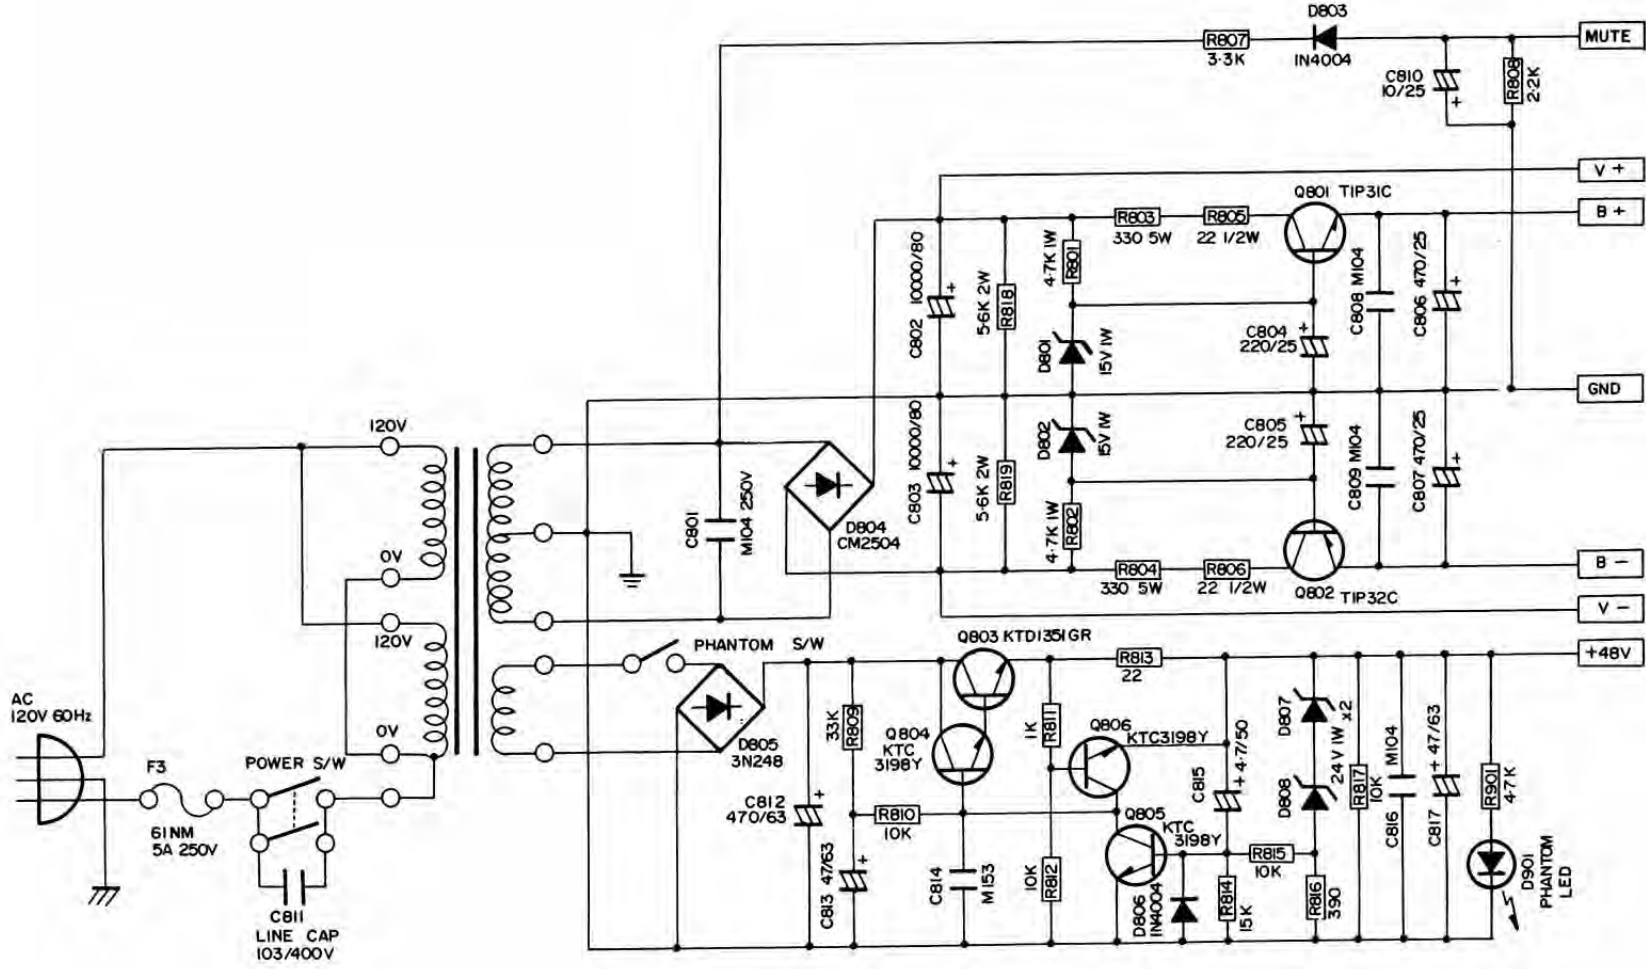 D803
R807
3·3K
IN4004
MUTE
C810
10/25
+
R808
2·2K
V +
Q801 TIP31C
B +
R803
330 5W
R805
22 1/2W
4·7K 1W
R801
C802 10000/80
+
5·6K 2W
R818
D801
15V 1W
C804
220/25
+
C808 M104
C806 470/25
+
GND
C803 10000/80
+
5·6K 2W
R819
D802
15V 1W
C805
220/25
+
C809 M104
C807 470/25
+
4·7K 1W
R802
R804
330 5W
R806
22 1/2W
Q802 TIP32C
B −
V −
120V
0V
120V
0V
C801
M104 250V
D804
CM2504
PHANTOM S/W
Q803 KTD1351GR
R813
22
+48V
AC
120V 60Hz
F3
61NM
5A 250V
POWER S/W
C811
LINE CAP
103/400V
D805
3N248
C812
470/63
+
33K
R809
Q804
KTC
3198Y
1K
R811
Q806
KTC3198Y
C815
+ 4·7/50
D807
x2
D808
24V 1W
R817
10K
C816 M104
C817 + 47/63
R901
4·7K
R810
10K
C813 47/63
+
C814
M153
10K
R812
Q805
KTC
3198Y
R815
10K
D806
IN4004
R814
15K
R816
390
D901
PHANTOM
LED